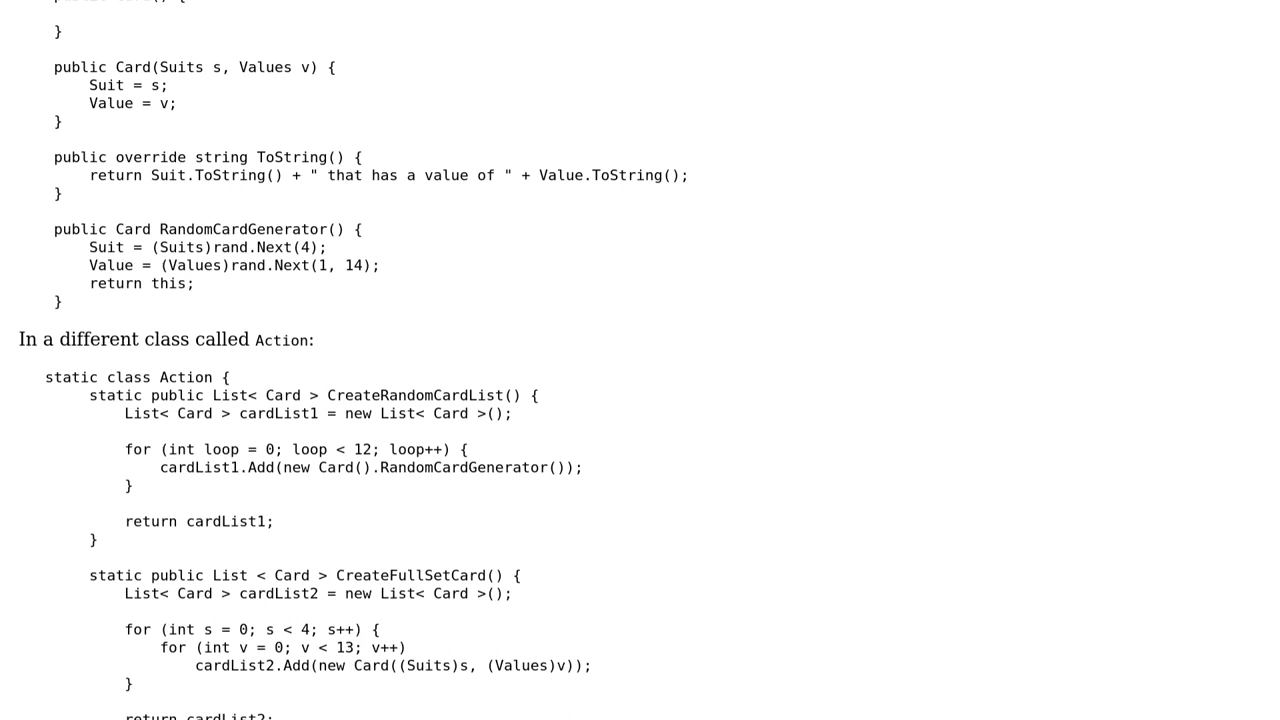 }
public Card(Suits s, Values v) {
Suit = s;
Value = v;
}
public override string ToString() {
return Suit.ToString() + " that has a value of " + Value.ToString();
}
public Card RandomCardGenerator() {
Suit = (Suits)rand.Next(4);
Value = (Values)rand.Next(1, 14);
return this;
}
In a different class called Action:
static class Action {
static public List< Card > CreateRandomCardList() {
List< Card > cardList1 = new List< Card >();
for (int loop = 0; loop < 12; loop++) {
cardList1.Add(new Card().RandomCardGenerator());
}
return cardList1;
}
static public List < Card > CreateFullSetCard() {
List< Card > cardList2 = new List< Card >();
for (int s = 0; s < 4; s++) {
for (int v = 0; v < 13; v++)
cardList2.Add(new Card((Suits)s, (Values)v));
}
return cardList2;